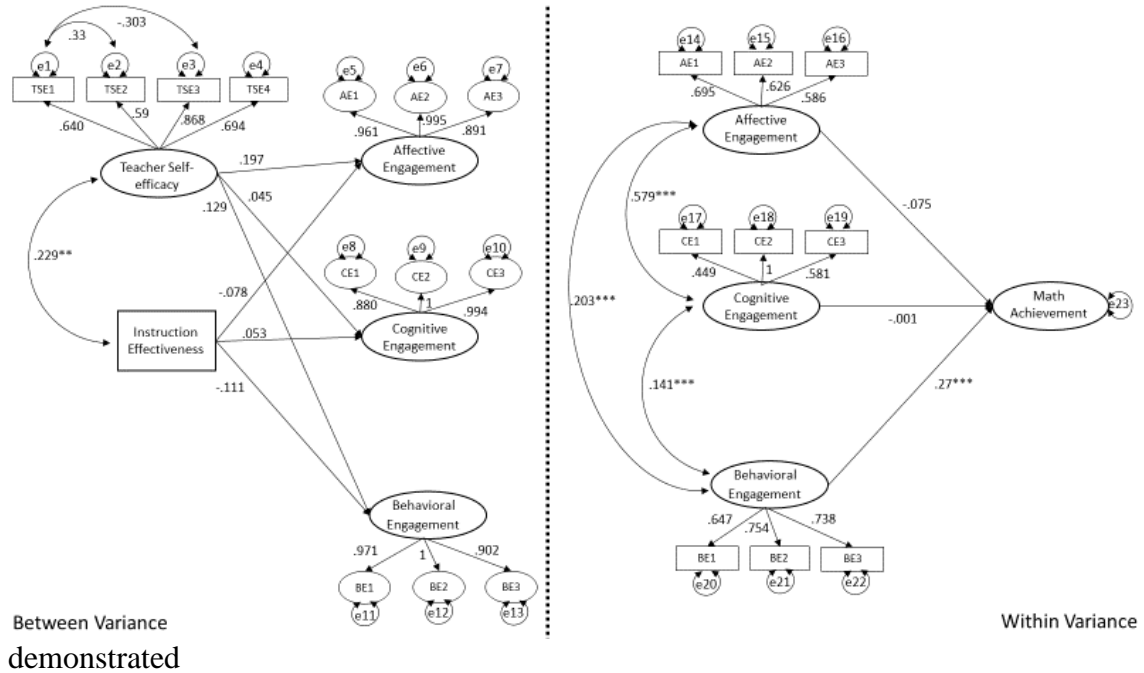 -.303
.33
e1 e2 e3 e4
TSE1 TSE2 TSE3 TSE4
.640 .59 .868 .694
Teacher Self-
efficacy
.229**
Instruction
Effectiveness
.197
.045
.129
-.078
.053
-.111
e5 e6 e7
AE1 AE2 AE3
.961 .995 .891
Affective
Engagement
e8 e9 e10
CE1 CE2 CE3
.880 1 .994
Cognitive
Engagement
Behavioral
Engagement
.971 1 .902
BE1 BE2 BE3
e11 e12 e13
Between Variance
e14 e15 e16
AE1 AE2 AE3
.695 .626 .586
Affective
Engagement
.579***
-.075
e17 e18 e19
CE1 CE2 CE3
.449 1 .581
Cognitive
Engagement
.203***
-.001
Math
Achievement
e23
.141***
.27***
Behavioral
Engagement
.647 .754 .738
BE1 BE2 BE3
e20 e21 e22
Within Variance
demonstrated